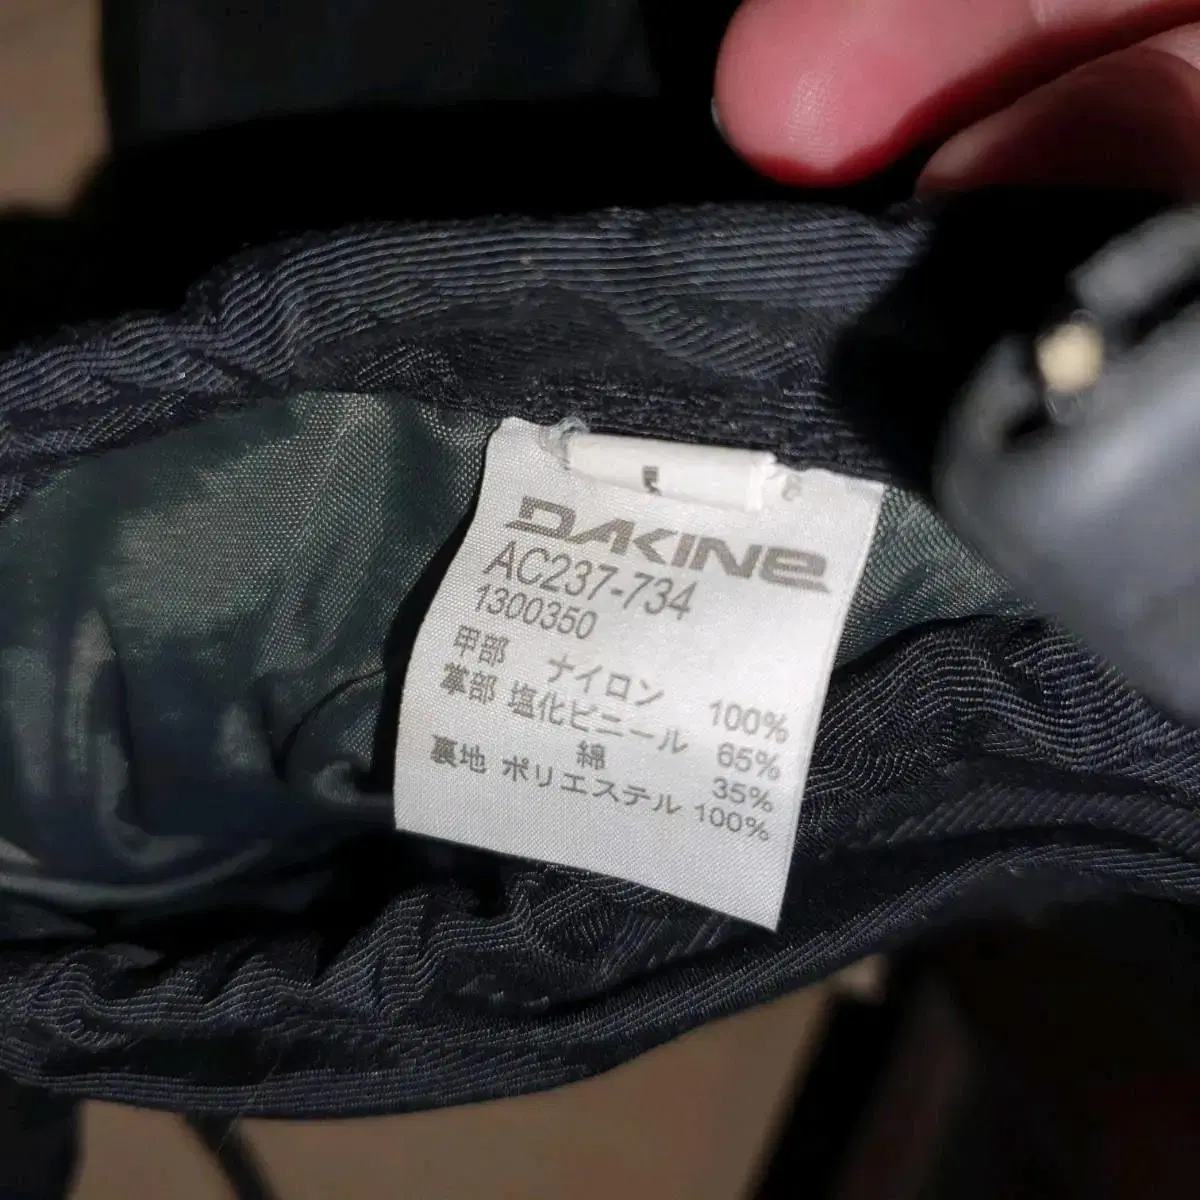 DAKINE
AC237-734
1300350
甲部 ナイロン 100%
掌部 塩化ビニール 65%
綿 35%
裏地 ポリエステル 100%